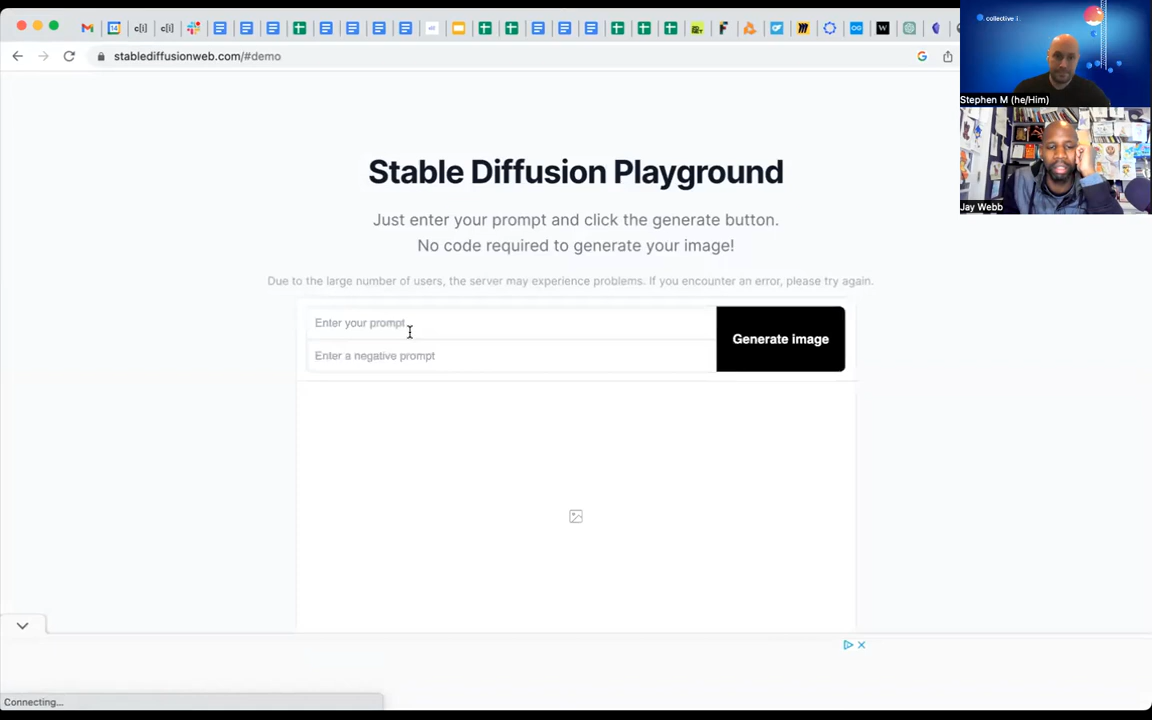 c[i]
c[i]
stablediffusionweb.com/#demo
collective i
Stephen M (he/Him)
Jay Webb
Stable Diffusion Playground
Just enter your prompt and click the generate button.
No code required to generate your image!
Due to the large number of users, the server may experience problems. If you encounter an error, please try again.
Enter your prompt
Enter a negative prompt
Generate image
Connecting...